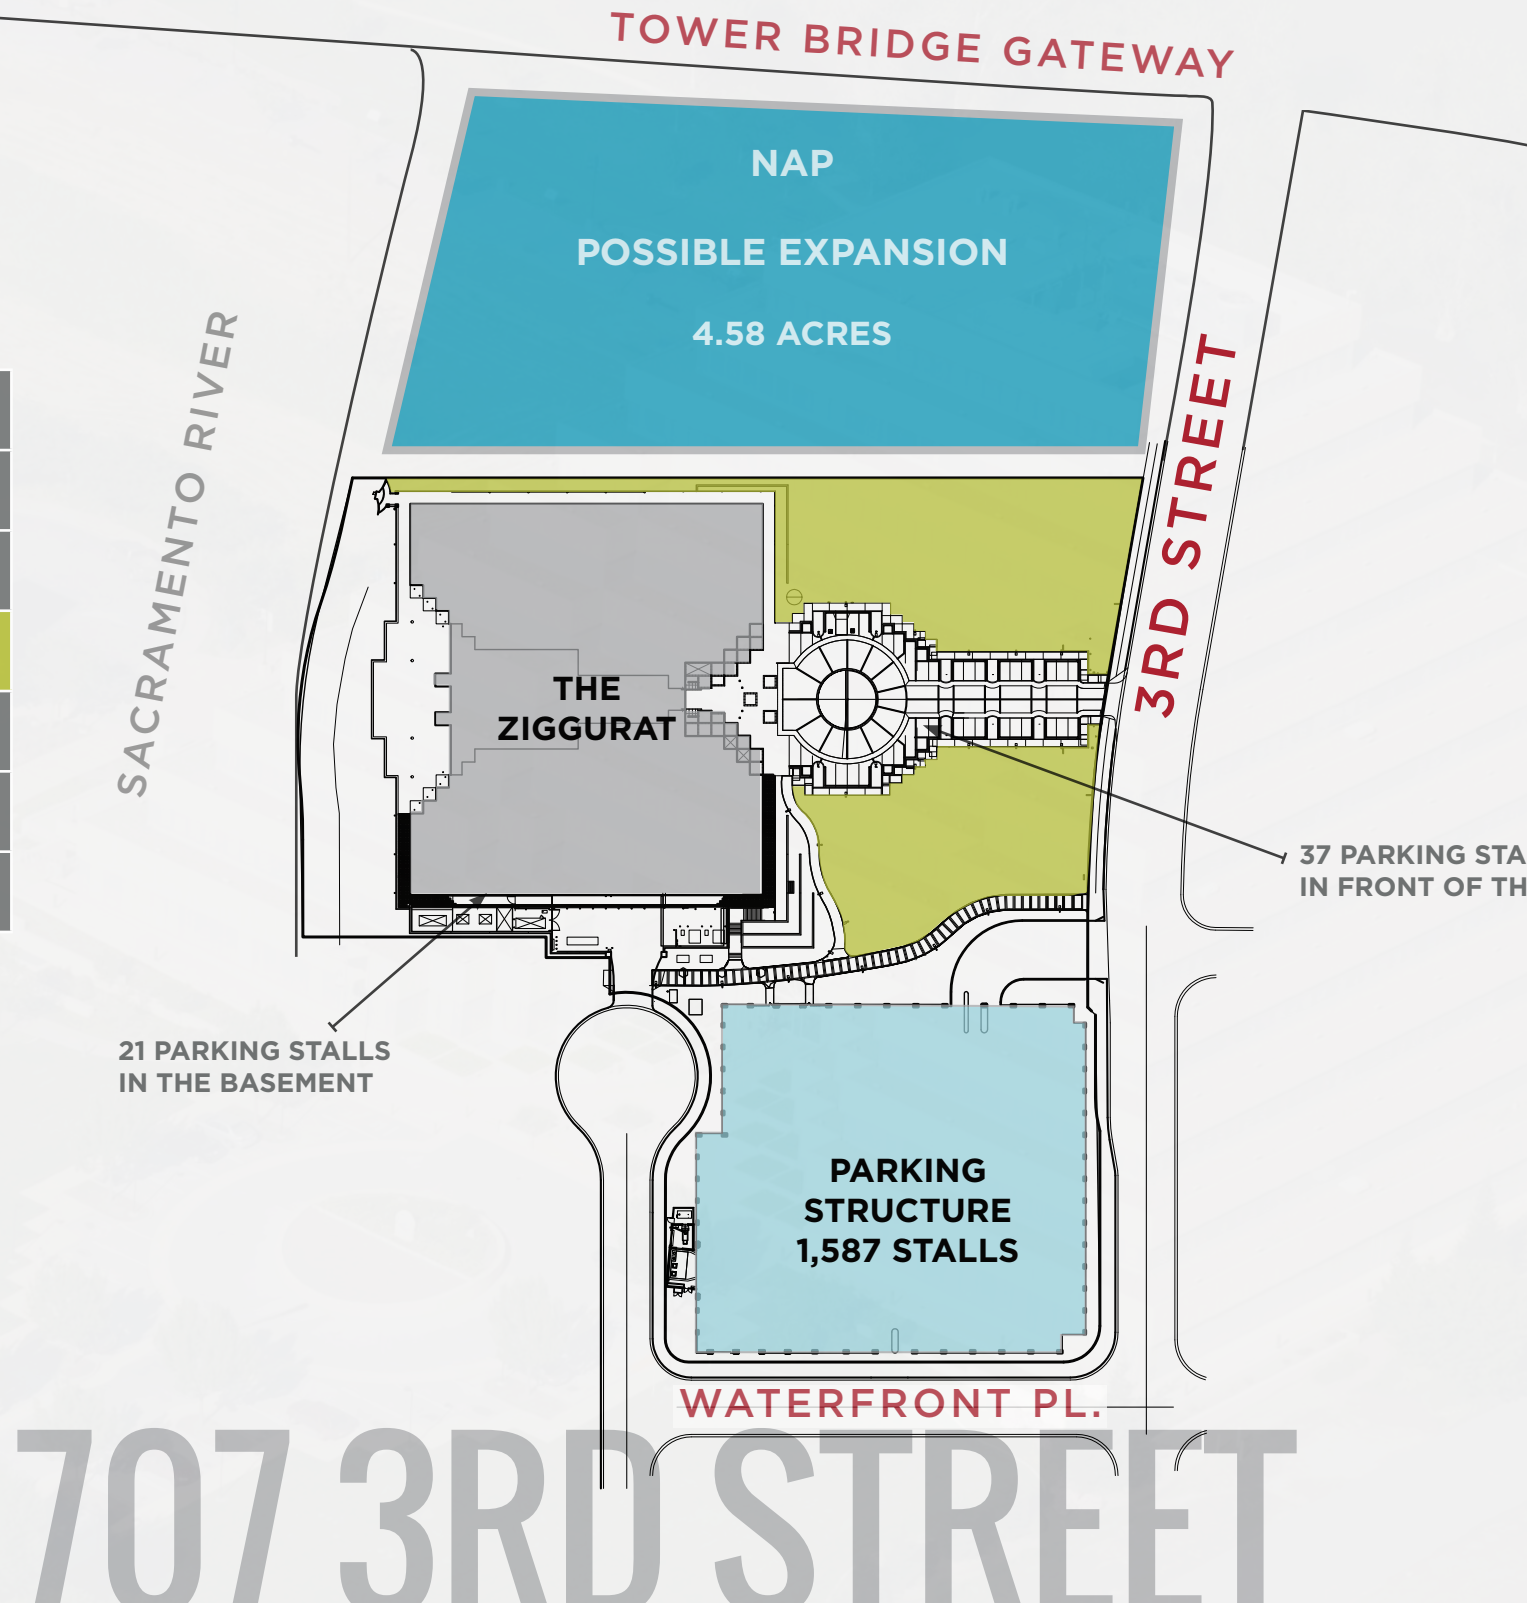 TOWER BRIDGE GATEWAY
NAP
POSSIBLE EXPANSION
4.58 ACRES
SACRAMENTO RIVER
3RD STREET
THE
ZIGGURAT
37 PARKING STA
IN FRONT OF TH
21 PARKING STALLS
IN THE BASEMENT
PARKING
STRUCTURE
1,587 STALLS
WATERFRONT PL.
707 3RD STREET